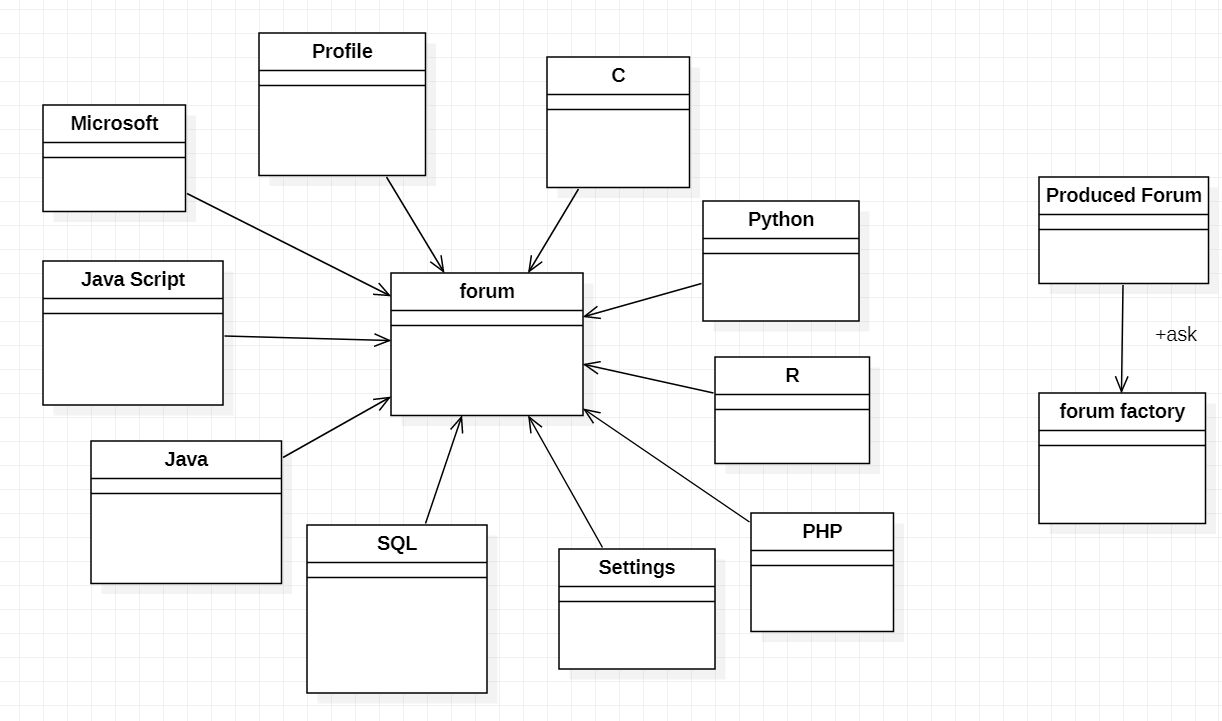 Profile
C
Microsoft
Produced Forum
Python
Java Script
forum
+ask
R
forum factory
Java
PHP
SQL
Settings